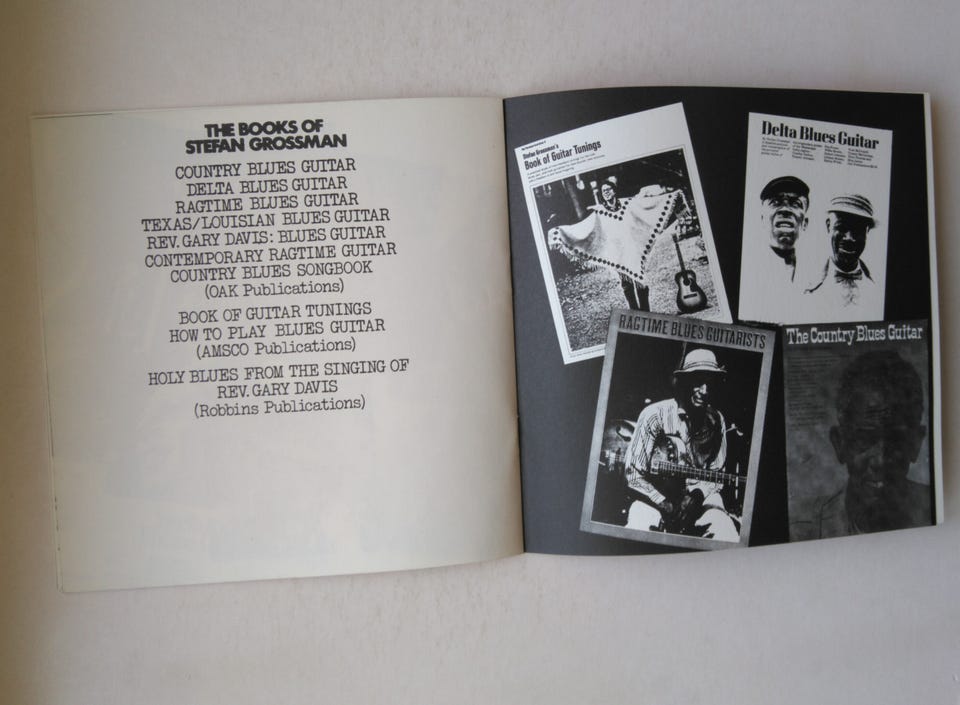 THE BOOKS OF
STEFAN GROSSMAN
COUNTRY BLUES GUITAR
DELTA BLUES GUITAR
RAGTIME BLUES GUITAR
TEXAS/LOUISIAN BLUES GUITAR
REV. GARY DAVIS: BLUES GUITAR
CONTEMPORARY RAGTIME GUITAR
COUNTRY BLUES SONGBOOK
(OAK Publications)
BOOK OF GUITAR TUNINGS
HOW TO PLAY BLUES GUITAR
(AMSCO Publications)
HOLY BLUES FROM THE SINGING OF
REV. GARY DAVIS
(Robbins Publications)
Stefan Grossman's
Book of Guitar Tunings
Delta Blues Guitar
RAGTIME BLUES GUITARISTS
The Country Blues Guitar